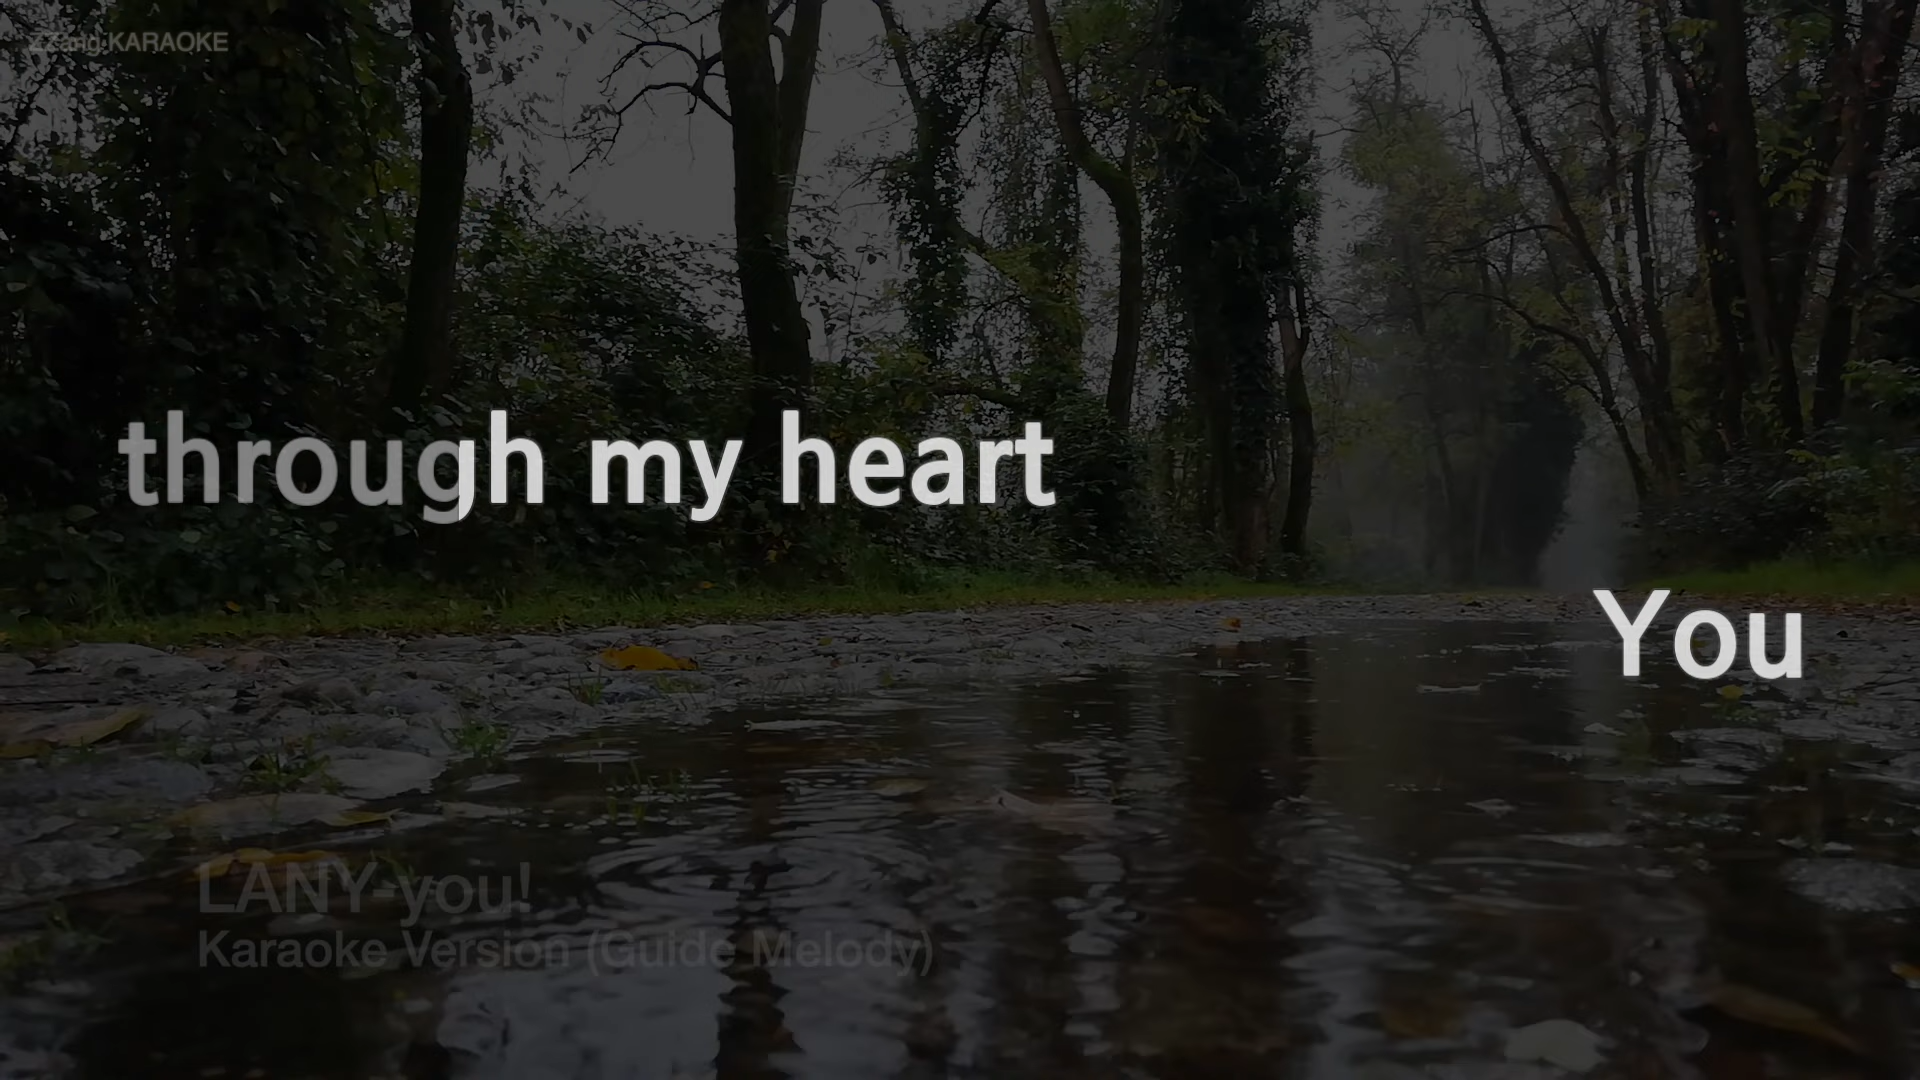 ZZang KARAOKE
through my heart
You
LANY-you!
Karaoke Version (Guide Melody)